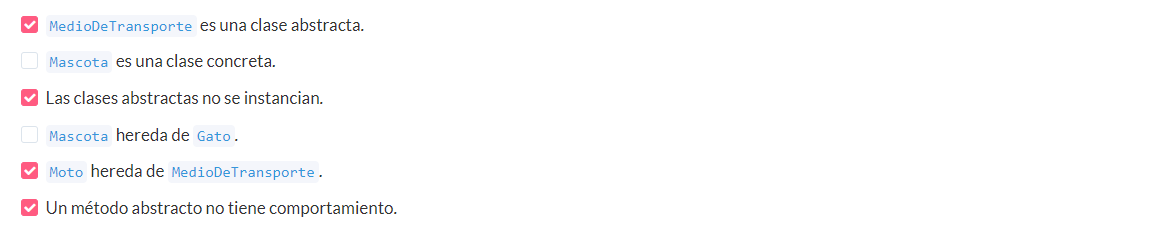 MedioDeTransporte es una clase abstracta.
Mascota es una clase concreta.
Las clases abstractas no se instancian.
Mascota hereda de Gato.
Moto hereda de MedioDeTransporte.
Un método abstracto no tiene comportamiento.